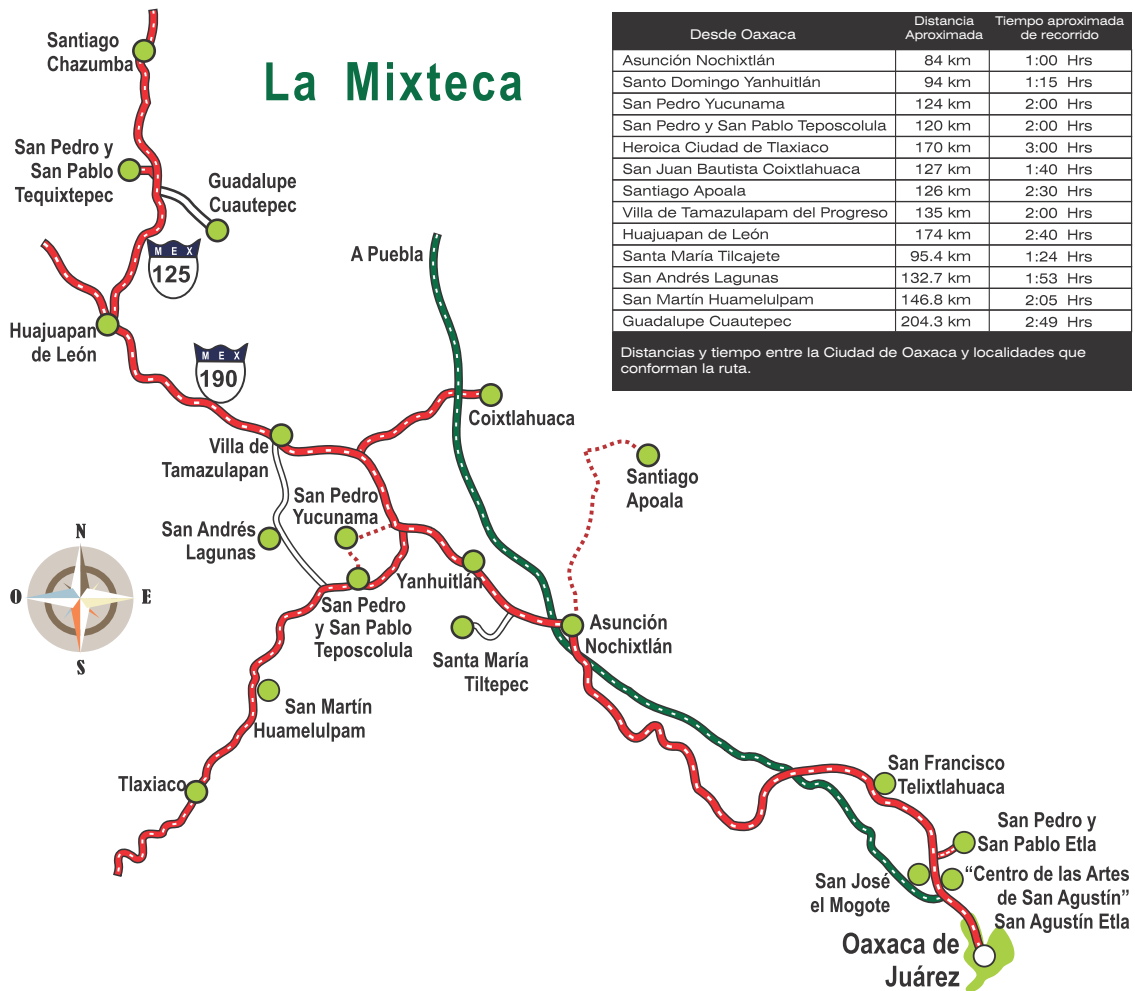 La Mixteca
Desde Oaxaca
Distancia
Aproximada
Tiempo aproximada
de recorrido
Asunción Nochixtlán 84 km 1:00 Hrs
Santo Domingo Yanhuitlán 94 km 1:15 Hrs
San Pedro Yucunama 124 km 2:00 Hrs
San Pedro y San Pablo Teposcolula 120 km 2:00 Hrs
Heroica Ciudad de Tlaxiaco 170 km 3:00 Hrs
San Juan Bautista Coixtlahuaca 127 km 1:40 Hrs
Santiago Apoala 126 km 2:30 Hrs
Villa de Tamazulapam del Progreso 135 km 2:00 Hrs
Huajuapan de León 174 km 2:40 Hrs
Santa María Tilcajete 95.4 km 1:24 Hrs
San Andrés Lagunas 132.7 km 1:53 Hrs
San Martín Huamelulpam 146.8 km 2:05 Hrs
Guadalupe Cuautepec 204.3 km 2:49 Hrs
Distancias y tiempo entre la Ciudad de Oaxaca y localidades que
conforman la ruta.
Santiago
Chazumba
San Pedro y
San Pablo
Tequixtepec
Guadalupe
Cuautepec
MEX
125
A Puebla
Huajuapan
de León
MEX
190
Coixtlahuaca
Villa de
Tamazulapan
Santiago
Apoala
San Pedro
Yucunama
San Andrés
Lagunas
Yanhuitlán
N
O
E
S
San Pedro
y San Pablo
Teposcolula
Asunción
Nochixtlán
Santa María
Tiltepec
San Martín
Huamelulpam
Tlaxiaco
San Francisco
Telixtlahuaca
San Pedro y
San Pablo Etla
San José
el Mogote
“Centro de las Artes
de San Agustín”
San Agustín Etla
Oaxaca de
Juárez